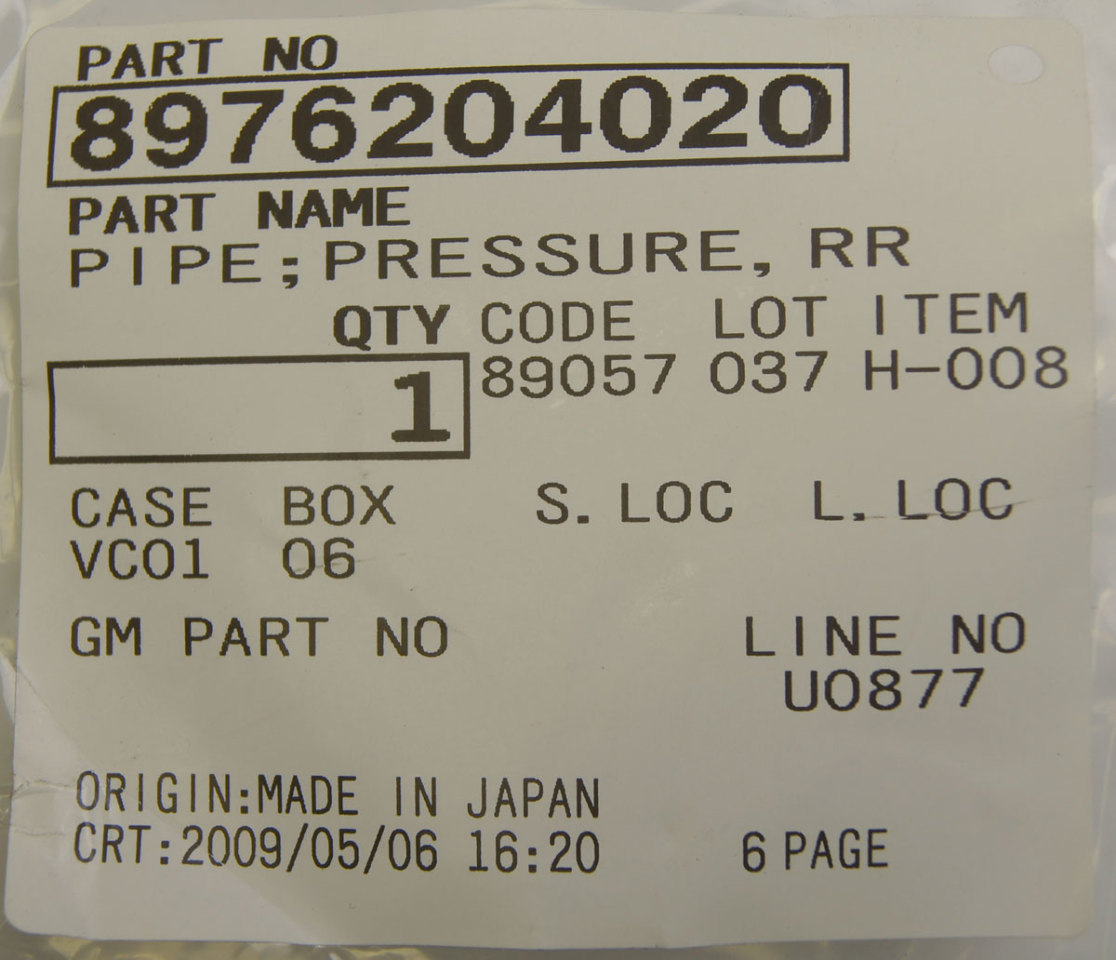 PART NO
8976204020
PART NAME
PIPE;PRESSURE, RR
QTY CODE LOT ITEM
1 89057 037 H-008
CASE BOX S. LOC L. LOC
VC01 06
GM PART NO LINE NO
U0877
ORIGIN:MADE IN JAPAN
CRT:2009/05/06 16:20 6 PAGE